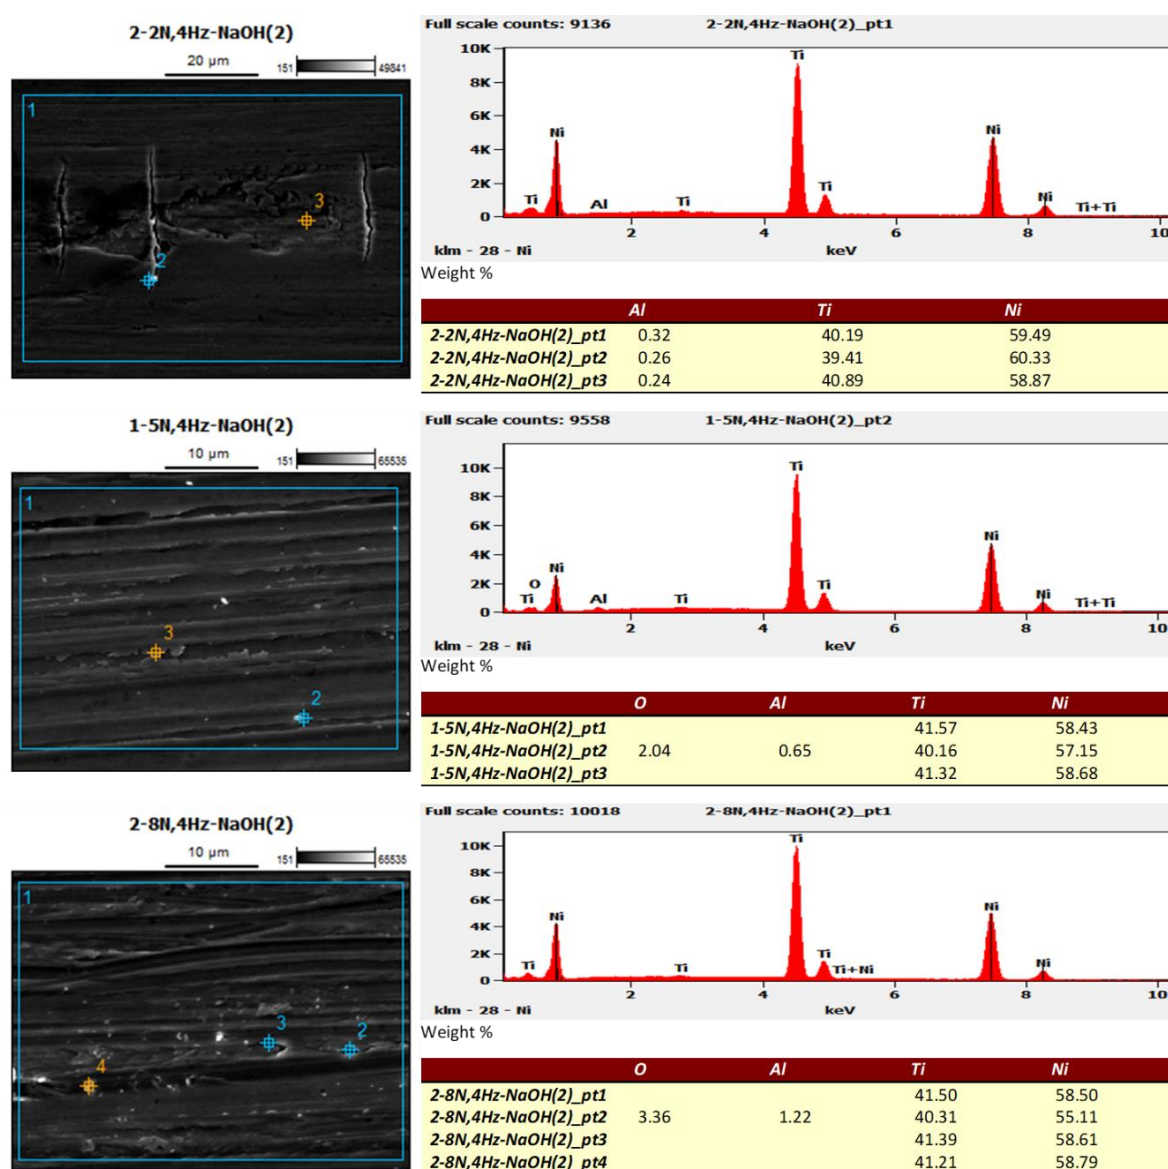 2-2N,4Hz-NaOH(2)
20 µm
151
49841
1
3
2
Full scale counts: 9136
2-2N,4Hz-NaOH(2)_pt1
10K
8K
6K
4K
2K
0
Ti
Ni
Al
Ti
Ti
Ti
Ni
Ni
Ti+Ti
2
4
6
8
10
klm - 28 - Ni
keV
Weight %
Al Ti Ni
2-2N,4Hz-NaOH(2)_pt1 0.32 40.19 59.49
2-2N,4Hz-NaOH(2)_pt2 0.26 39.41 60.33
2-2N,4Hz-NaOH(2)_pt3 0.24 40.89 58.87
1-5N,4Hz-NaOH(2)
10 µm
151
65535
1
3
2
Full scale counts: 9558
1-5N,4Hz-NaOH(2)_pt2
10K
8K
6K
4K
2K
0
O
Ti
Ni
Al
Ti
Ti
Ti
Ni
Ni
Ti+Ti
2
4
6
8
10
klm - 28 - Ni
keV
Weight %
O Al Ti Ni
1-5N,4Hz-NaOH(2)_pt1 41.57 58.43
1-5N,4Hz-NaOH(2)_pt2 2.04 0.65 40.16 57.15
1-5N,4Hz-NaOH(2)_pt3 41.32 58.68
2-8N,4Hz-NaOH(2)
10 µm
151
65535
1
3
2
4
Full scale counts: 10018
2-8N,4Hz-NaOH(2)_pt1
10K
8K
6K
4K
2K
0
Ti
Ni
Ti
Ti
Ti
Ti+Ni
Ni
Ni
2
4
6
8
10
klm - 28 - Ni
keV
Weight %
O Al Ti Ni
2-8N,4Hz-NaOH(2)_pt1 41.50 58.50
2-8N,4Hz-NaOH(2)_pt2 3.36 1.22 40.31 55.11
2-8N,4Hz-NaOH(2)_pt3 41.39 58.61
2-8N,4Hz-NaOH(2)_pt4 41.21 58.79